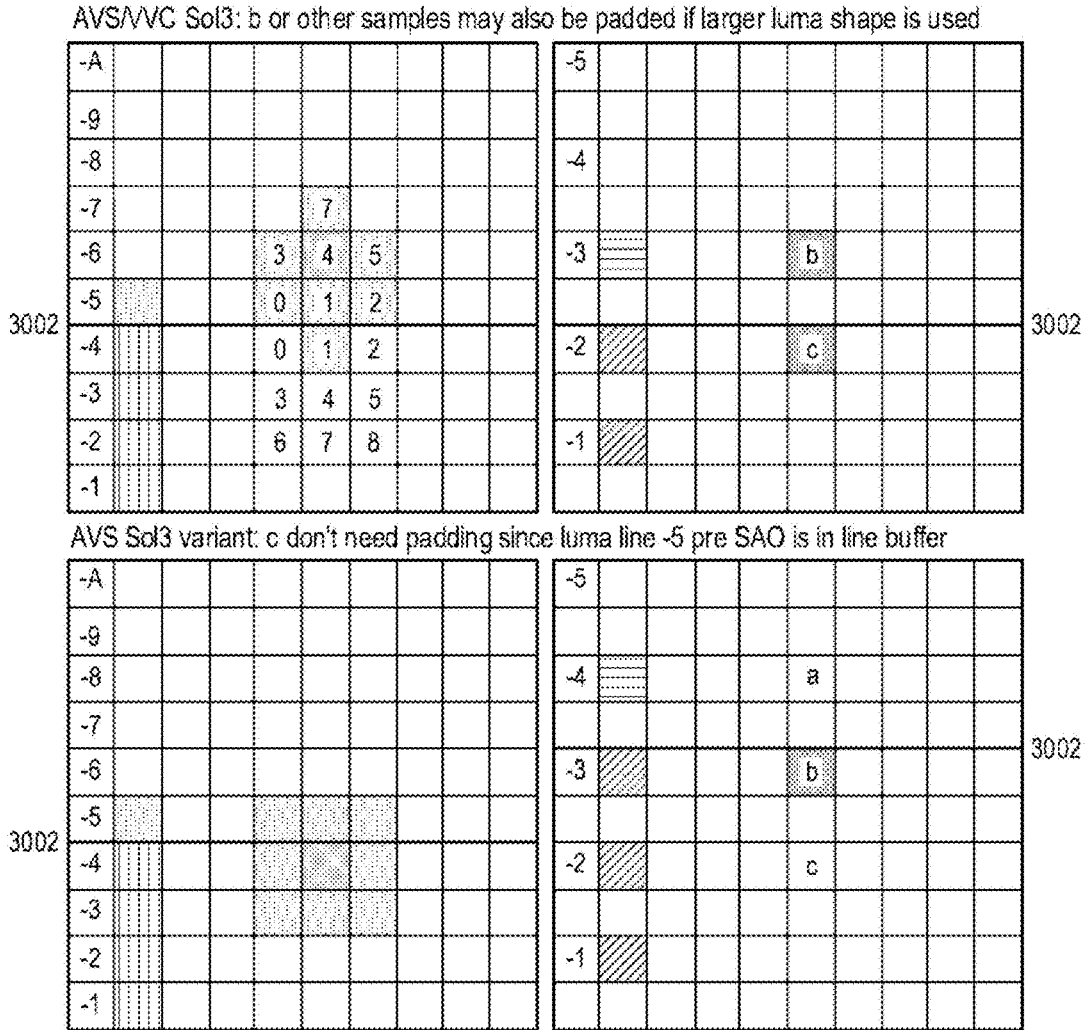 AVS/VVC Sol3: b or other samples may also be padded if larger luma shape is used
-A -5
-9
-8 -4
-7 7
-6 3 4 5 -3 b
-5 0 1 2
3002 3002
-4 0 1 2 -2 c
-3 3 4 5
-2 6 7 8 -1
-1
AVS Sol3 variant: c don't need padding since luma line -5 pre SAO is in line buffer
-A -5
-9
-8 -4 a
-7
3002
-6 -3 b
-5
3002
-4 -2 c
-3
-2 -1
-1